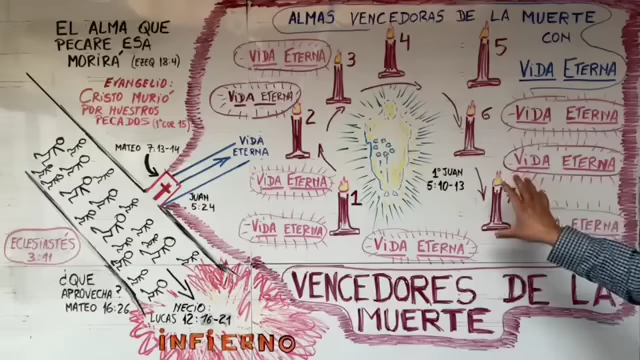 EL ALMA QUE
PECARE ESA
MORIRÁ (EZEQ 18:4)
EVANGELIO:
CRISTO MURIÓ
POR NUESTROS
PECADOS (1ª COR 15)
MATEO 7:13-14
VIDA
ETERNA
JUAN
5:24
ECLESIASTÉS
3:11
¿QUE
APROVECHA?
MATEO 16:26
NECIO:
LUCAS 12:16-21
INFIERNO
ALMAS VENCEDORAS DE LA MUERTE
CON
VIDA ETERNA
VIDA ETERNA
VIDA ETERNA
VIDA ETERNA
VIDA ETERNA
VIDA ETERNA
VIDA ETERNA
VIDA ETERNA
ETERNA
1
2
3
4
5
6
1ª JUAN
5:10-13
VENCEDORES DE LA
MUERTE